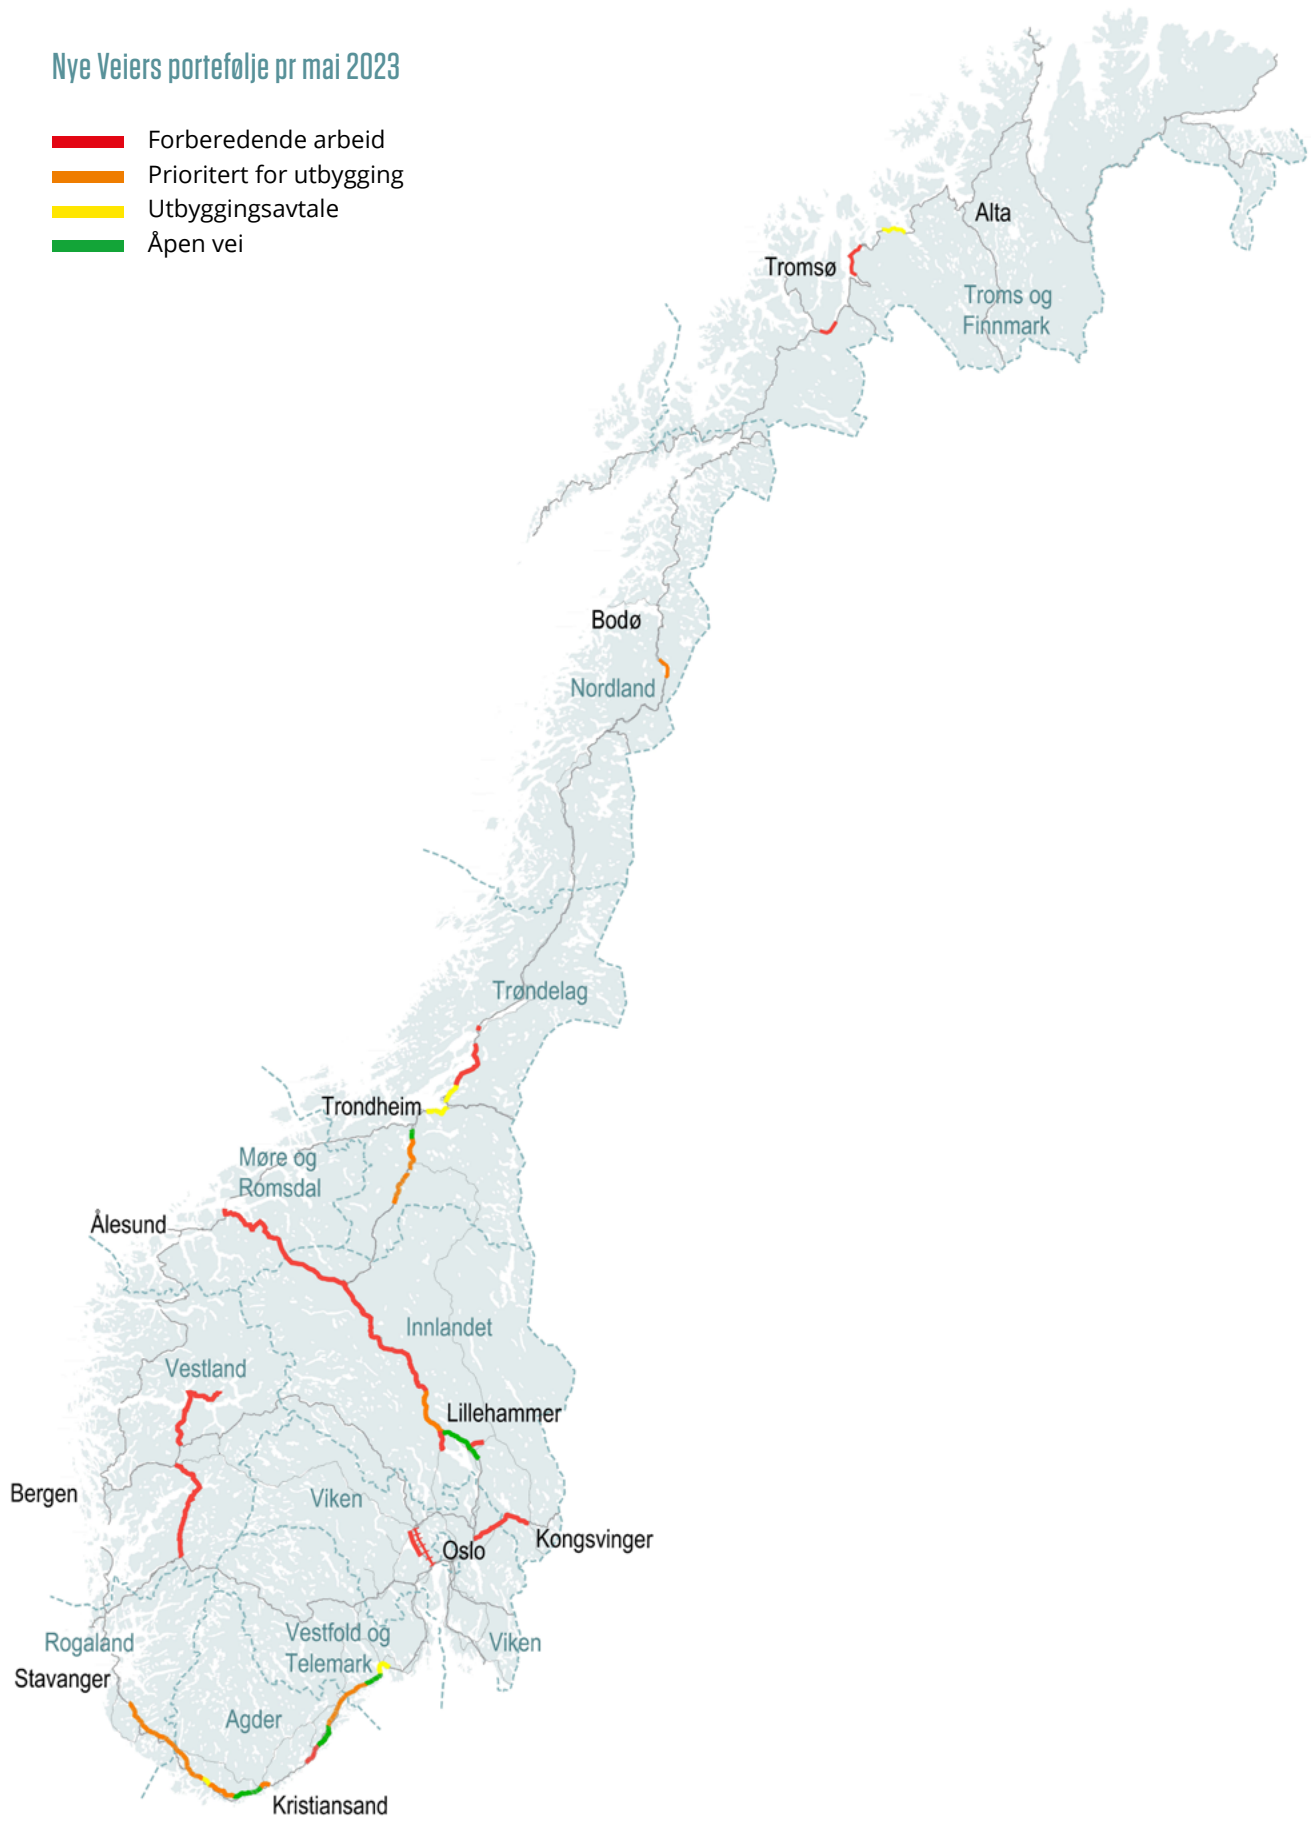 Nye Veiers portefølje pr mai 2023
Forberedende arbeid
Prioritert for utbygging
Utbyggingsavtale
Åpen vei
Alta
Tromsø
Troms og
Finnmark
Bodø
Nordland
Trøndelag
Trondheim
Møre og
Romsdal
Ålesund
Innlandet
Vestland
Lillehammer
Bergen
Viken
Kongsvinger
Oslo
Rogaland
Vestfold og
Telemark
Viken
Stavanger
Agder
Kristiansand